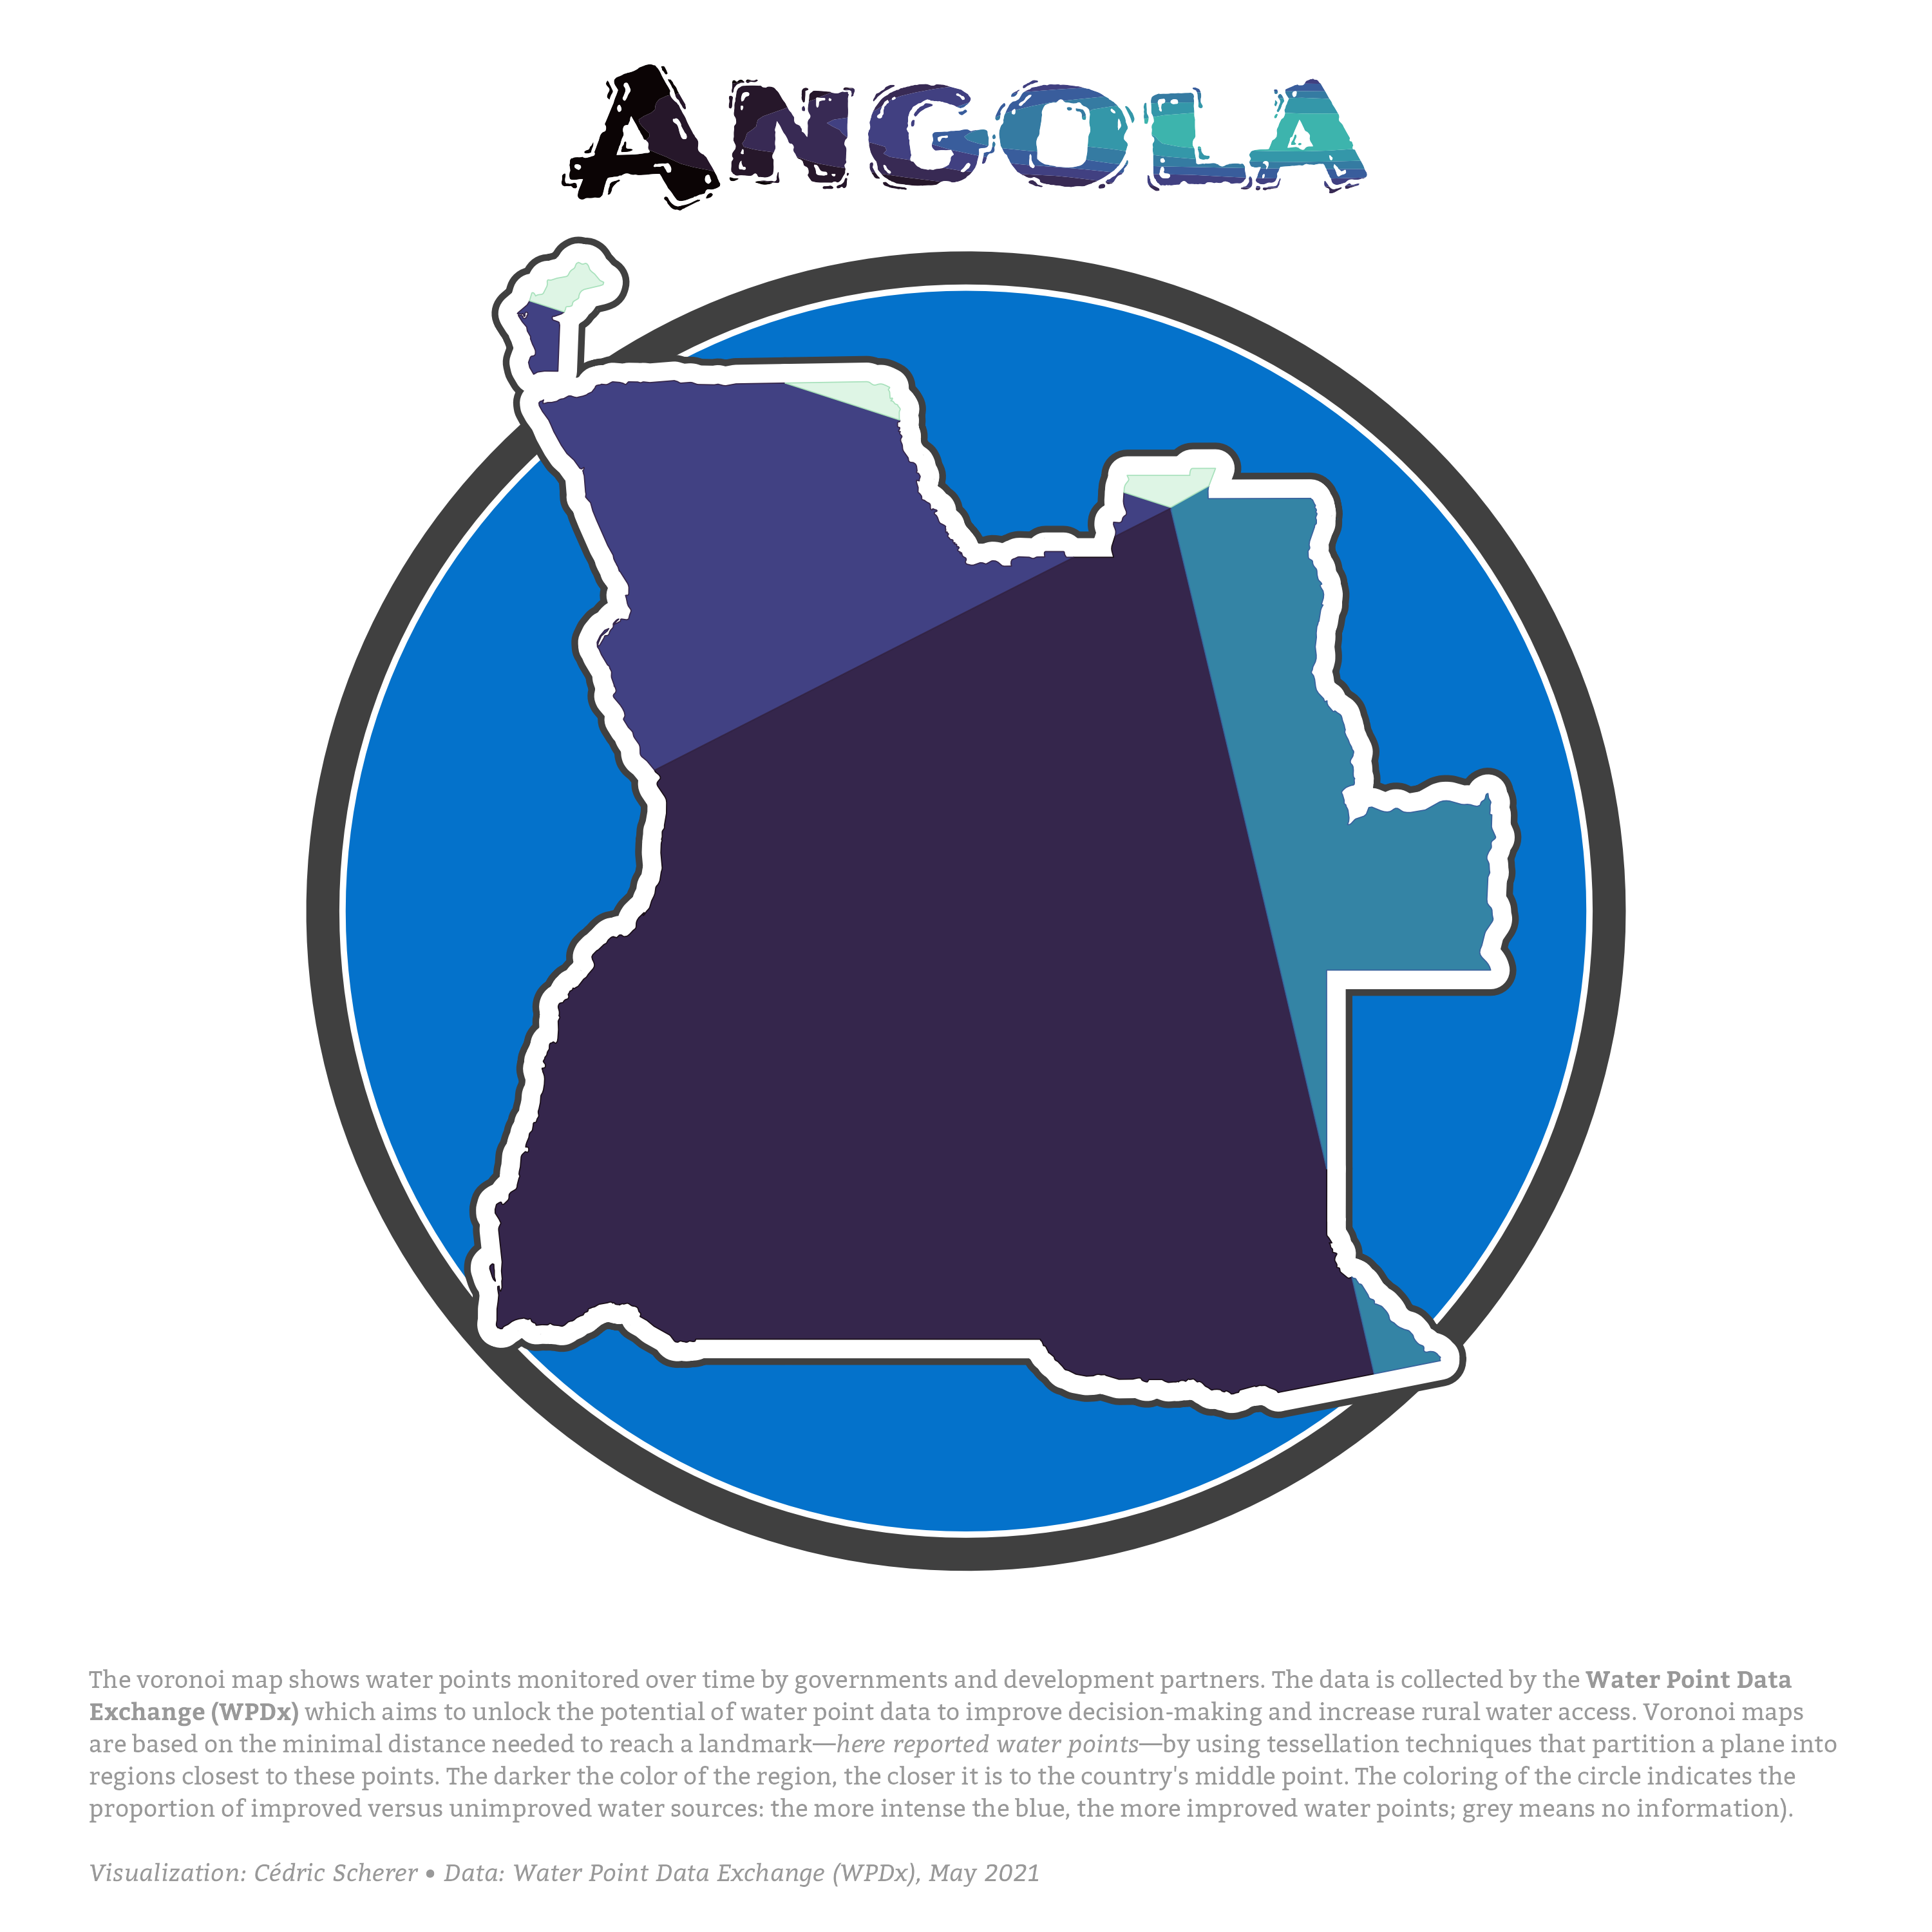 ANGOLA
The voronoi map shows water points monitored over time by governments and development partners. The data is collected by the Water Point Data
Exchange (WPDx) which aims to unlock the potential of water point data to improve decision-making and increase rural water access. Voronoi maps
are based on the minimal distance needed to reach a landmark—here reported water points—by using tessellation techniques that partition a plane into
regions closest to these points. The darker the color of the region, the closer it is to the country's middle point. The coloring of the circle indicates the
proportion of improved versus unimproved water sources: the more intense the blue, the more improved water points; grey means no information).
Visualization: Cédric Scherer • Data: Water Point Data Exchange (WPDx), May 2021